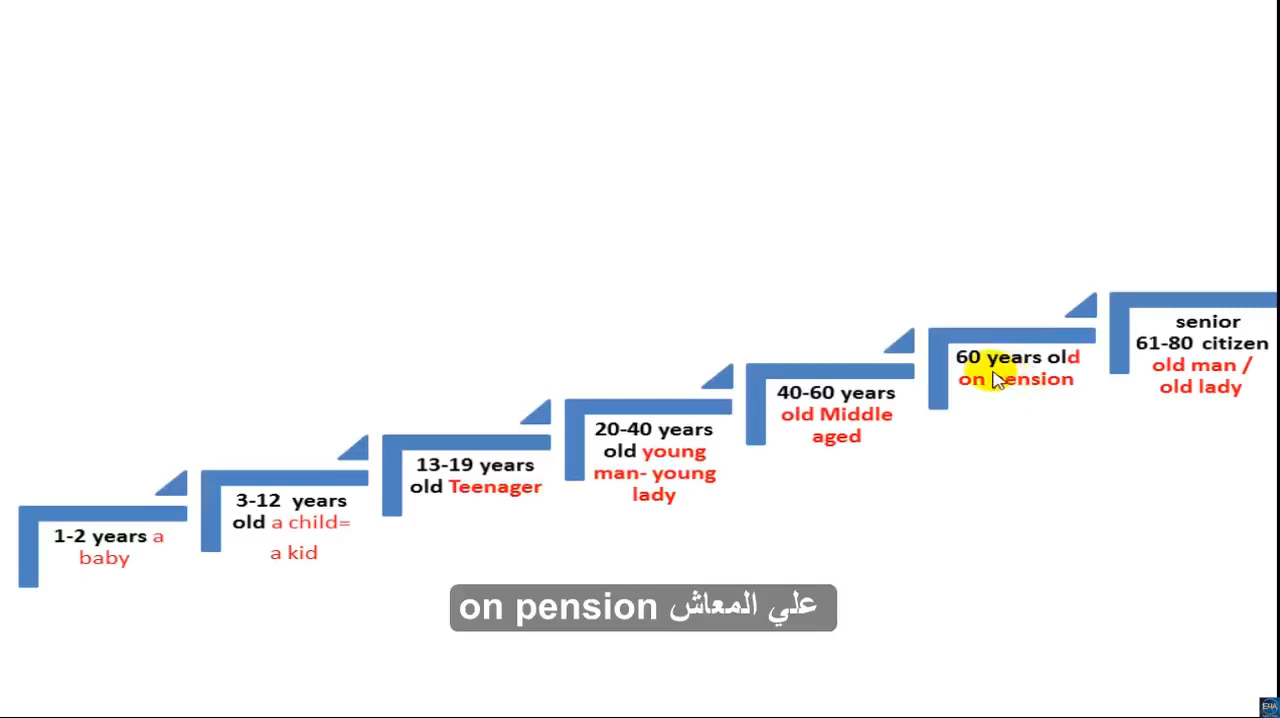 1-2 years a
baby
3-12 years
old a child=
a kid
13-19 years
old Teenager
20-40 years
old young
man- young
lady
40-60 years
old Middle
aged
60 years old
on pension
senior
61-80 citizen
old man /
old lady
on pension علي المعاش
E4A